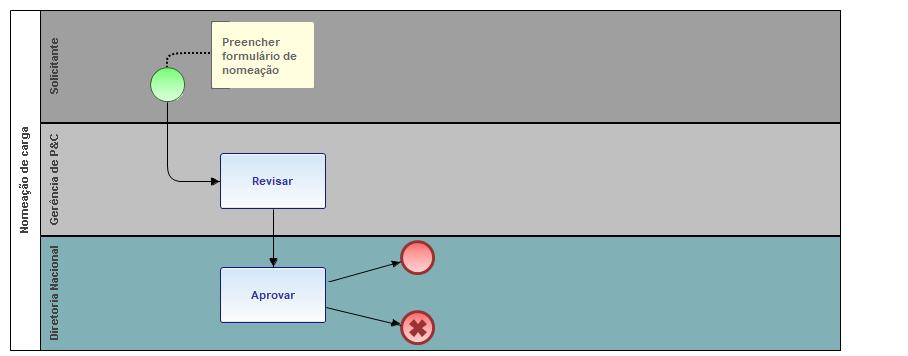 Nomeação de carga
Solicitante
Preencher
formulário de
nomeação
Gerência de P&C
Revisar
Diretoria Nacional
Aprovar